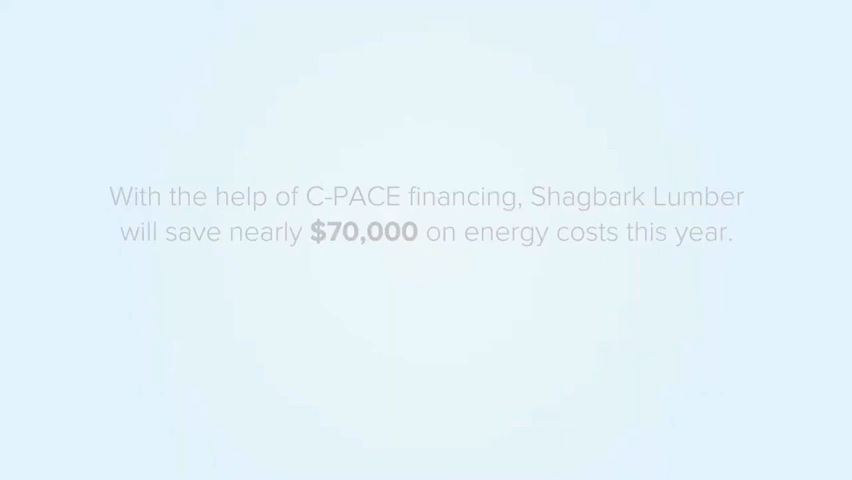 With the help of C-PACE financing, Shagbark Lumber
will save nearly $70,000 on energy costs this year.